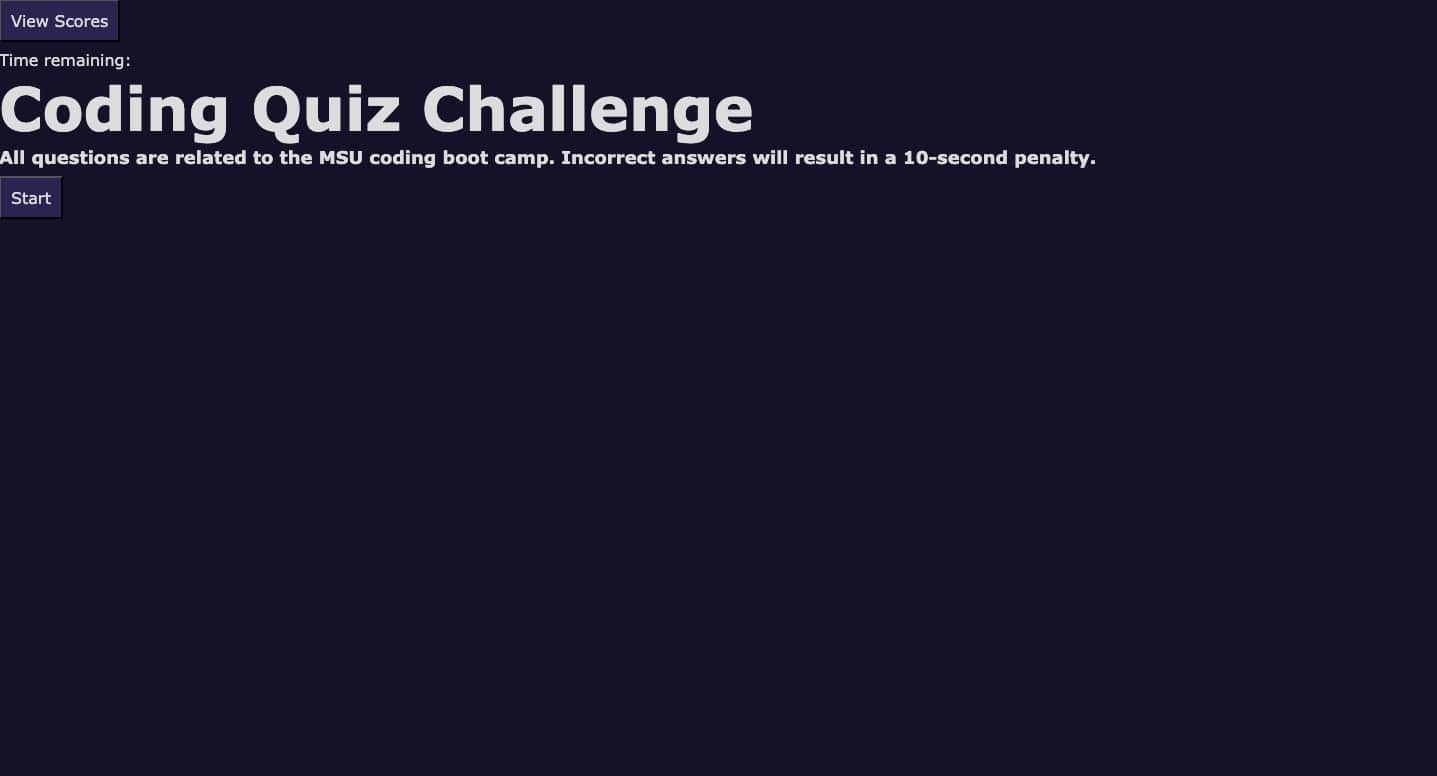 View Scores
Time remaining:
Coding Quiz Challenge
All questions are related to the MSU coding boot camp. Incorrect answers will result in a 10-second penalty.
Start